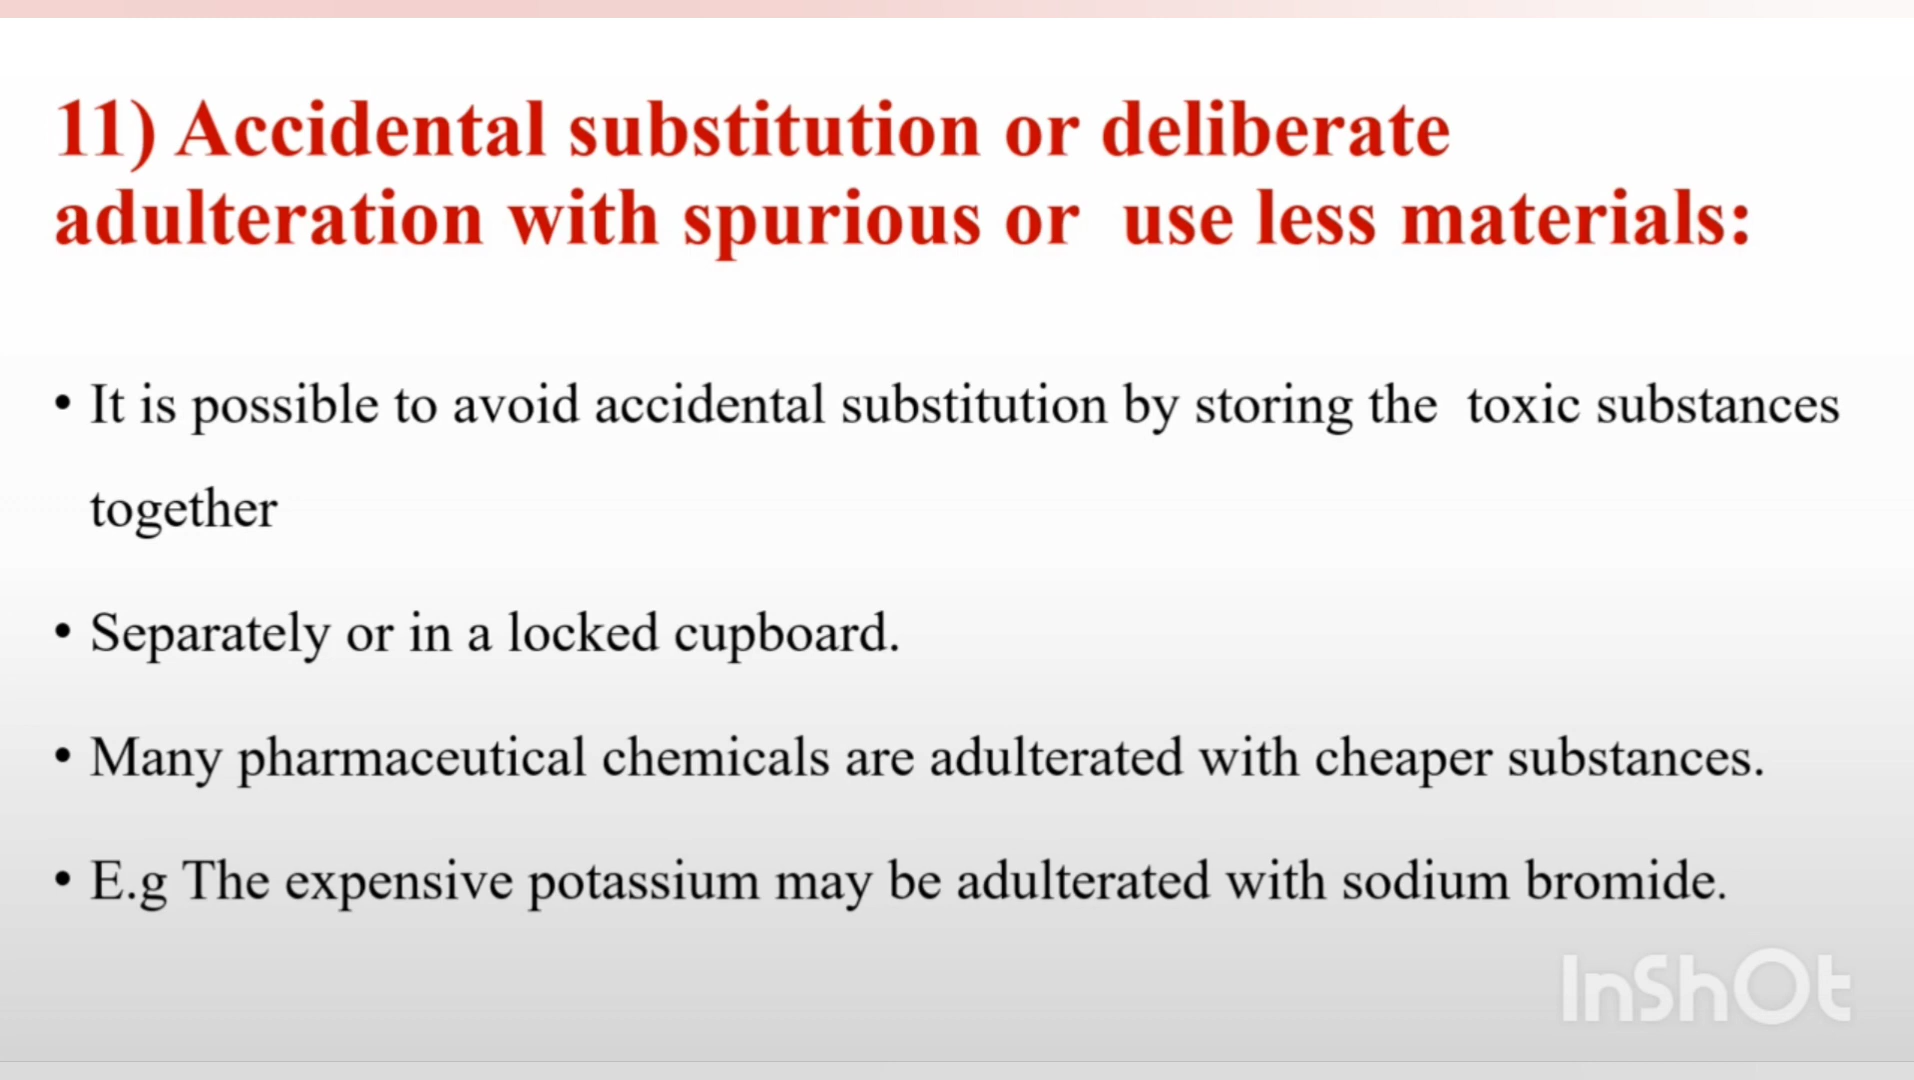 11) Accidental substitution or deliberate
adulteration with spurious or use less materials:
• It is possible to avoid accidental substitution by storing the toxic substances
together
• Separately or in a locked cupboard.
• Many pharmaceutical chemicals are adulterated with cheaper substances.
• E.g The expensive potassium may be adulterated with sodium bromide.
InShOt